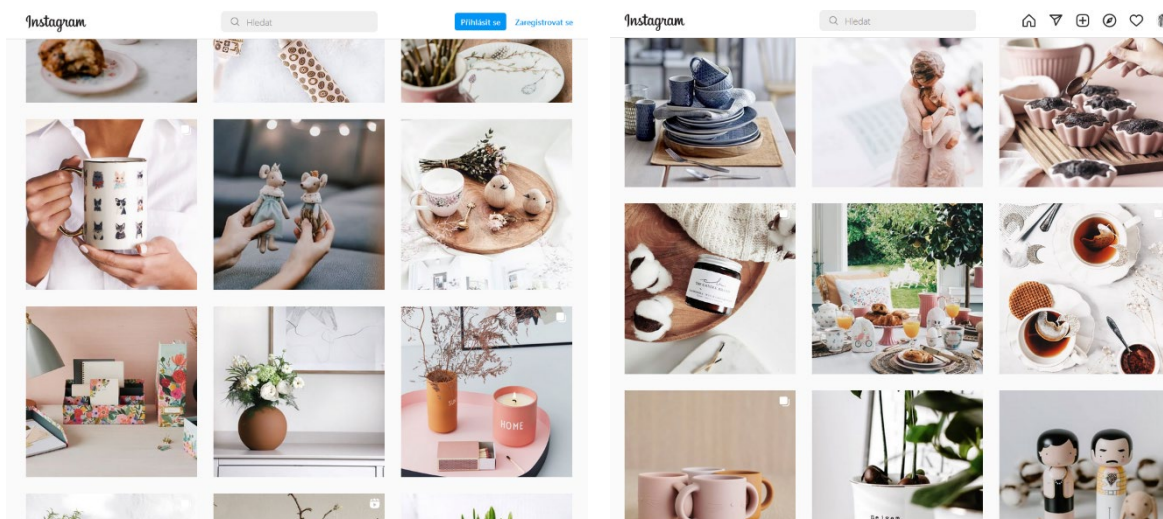 Instagram
Hledat
Přihlásit se
Zaregistrovat se
Instagram
Hledat
HOME